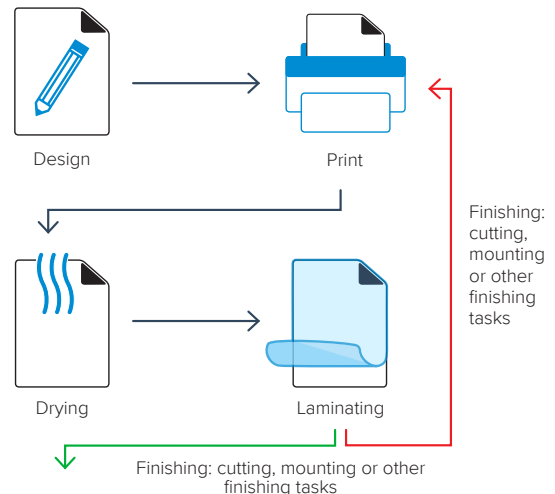 Design
Print
Finishing:
cutting,
mounting
or other
finishing
tasks
Drying
Laminating
Finishing: cutting, mounting or other
finishing tasks